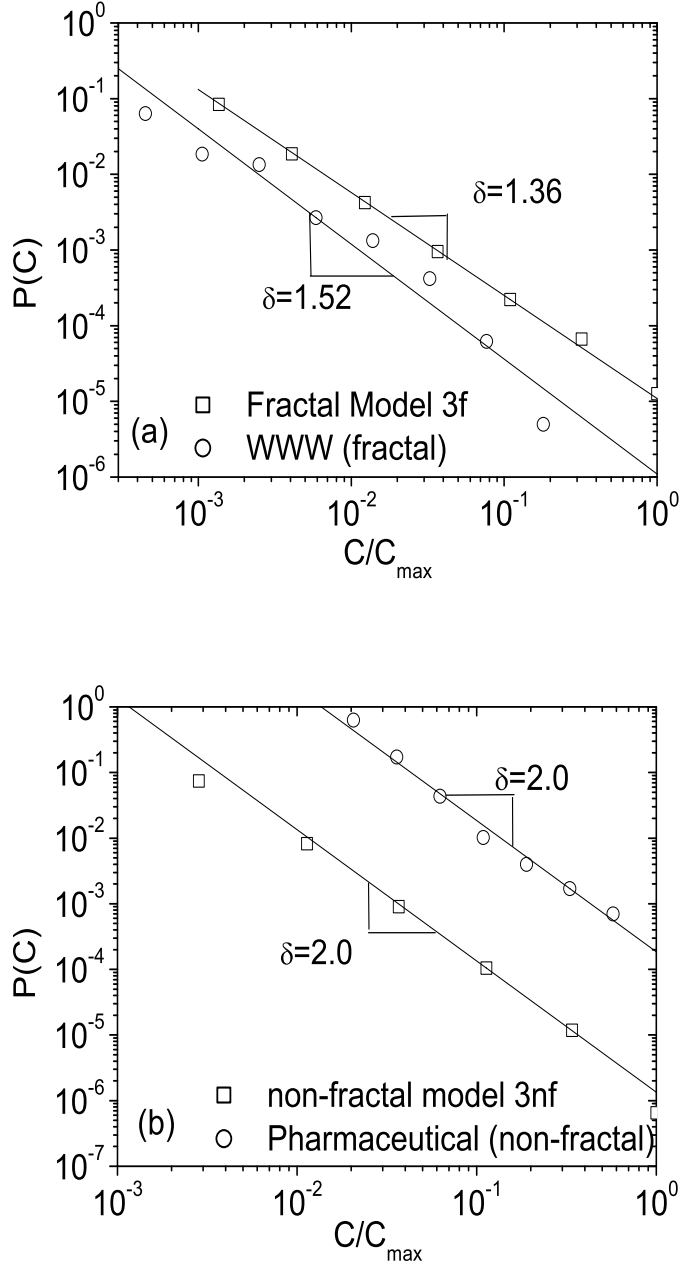 10^0
10^-1
10^-2
10^-3
10^-4
10^-5
10^-6
P(C)
δ=1.36
δ=1.52
(a)
Fractal Model 3f
WWW (fractal)
10^-3 10^-2 10^-1 10^0
C/C_max
10^0
10^-1
10^-2
10^-3
10^-4
10^-5
10^-6
10^-7
P(C)
δ=2.0
δ=2.0
(b)
non-fractal model 3nf
Pharmaceutical (non-fractal)
10^-3 10^-2 10^-1 10^0
C/C_max